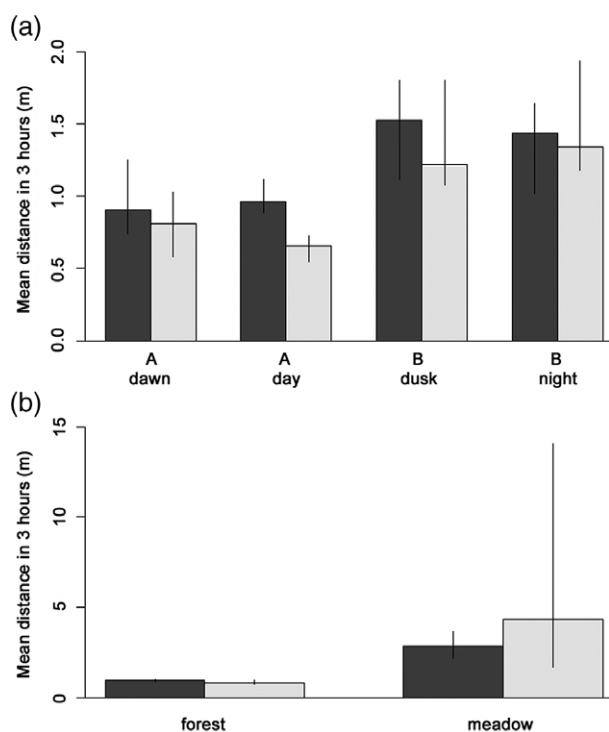 (a)
Mean distance in 3 hours (m)
2.0
1.5
1.0
0.5
0.0
A A B B
dawn day dusk night
(b)
Mean distance in 3 hours (m)
15
10
5
0
forest meadow